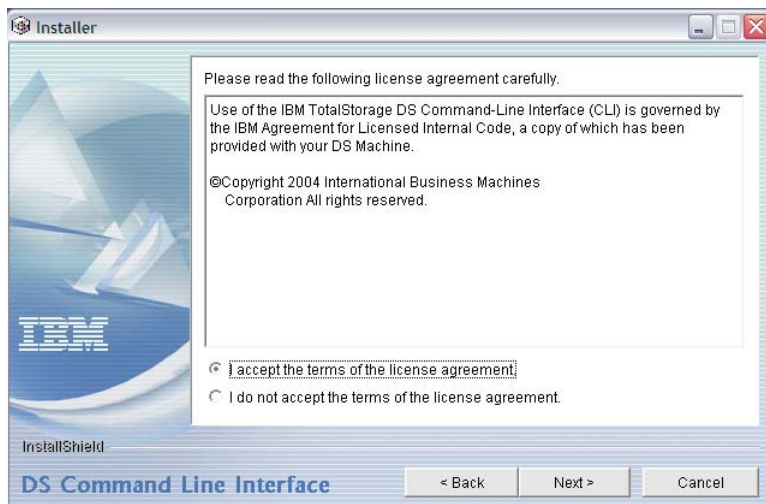 Installer
Please read the following license agreement carefully.
Use of the IBM TotalStorage DS Command-Line Interface (CLI) is governed by
the IBM Agreement for Licensed Internal Code, a copy of which has been
provided with your DS Machine.
©Copyright 2004 International Business Machines
Corporation All rights reserved.
IBM
I accept the terms of the license agreement.
I do not accept the terms of the license agreement.
InstallShield
DS Command Line Interface
< Back
Next >
Cancel